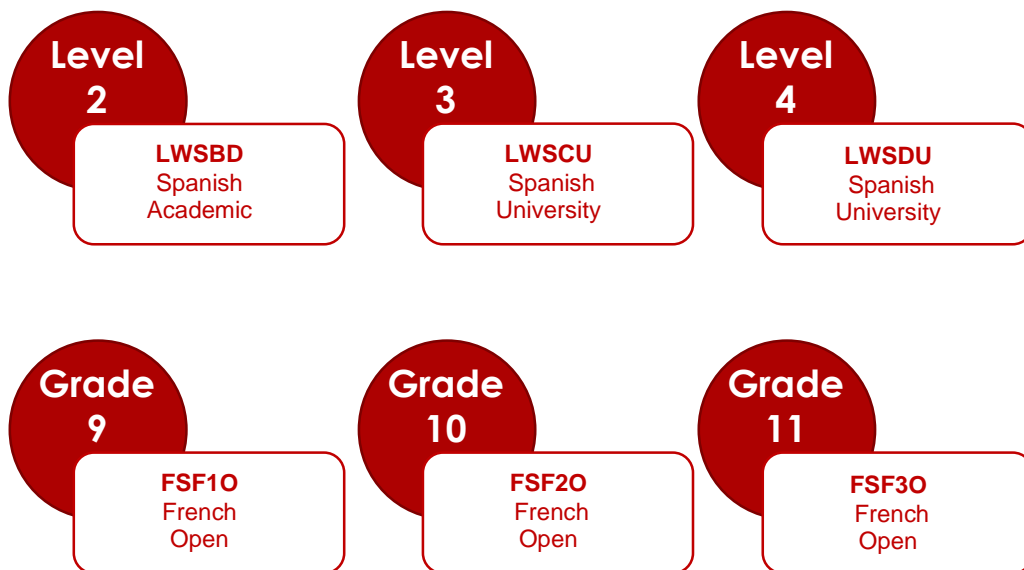 Level
2
LWSBD
Spanish
Academic
Level
3
LWSCU
Spanish
University
Level
4
LWSDU
Spanish
University
Grade
9
FSF1O
French
Open
Grade
10
FSF2O
French
Open
Grade
11
FSF3O
French
Open